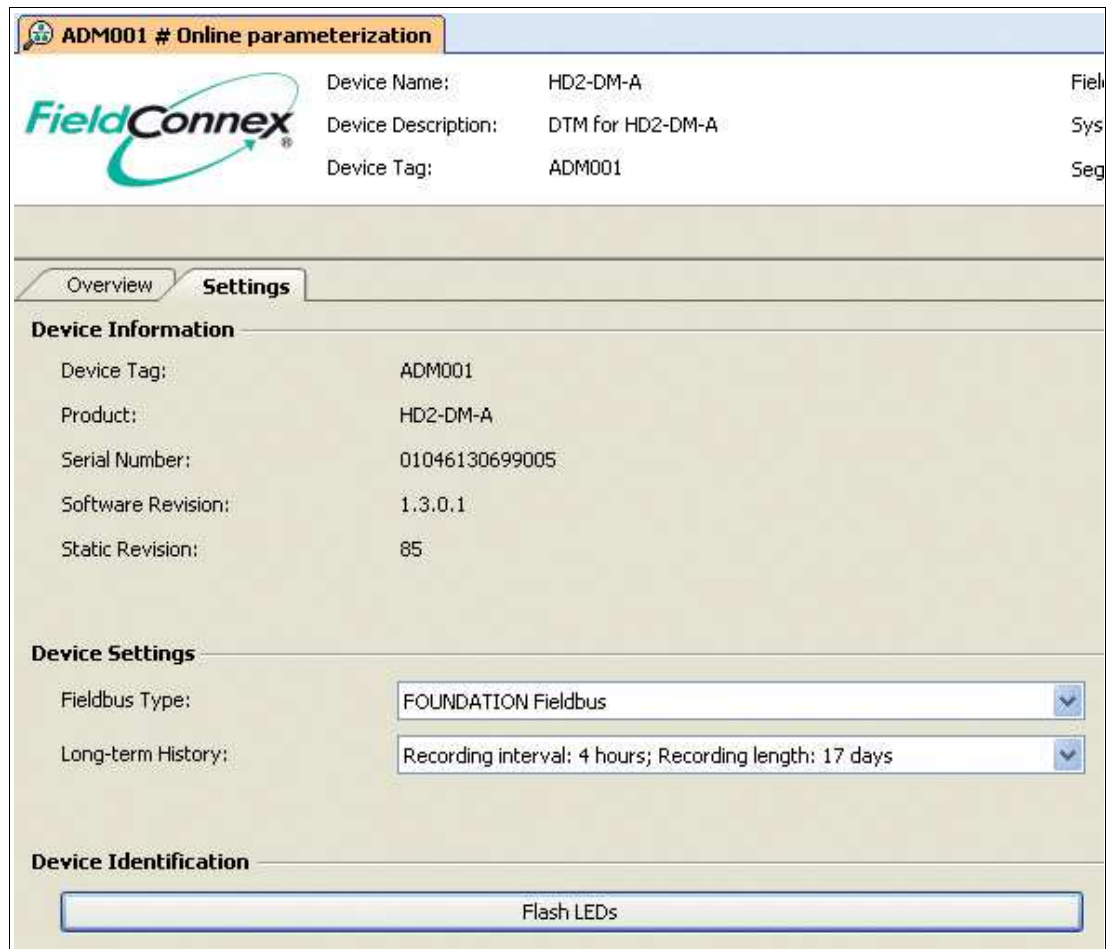 ADM001 # Online parameterization
FieldConnex®
Device Name: HD2-DM-A Fiel
Device Description: DTM for HD2-DM-A Sys
Device Tag: ADM001 Seg
Overview Settings
Device Information
Device Tag: ADM001
Product: HD2-DM-A
Serial Number: 01046130699005
Software Revision: 1.3.0.1
Static Revision: 85
Device Settings
Fieldbus Type: FOUNDATION Fieldbus
Long-term History: Recording interval: 4 hours; Recording length: 17 days
Device Identification
Flash LEDs